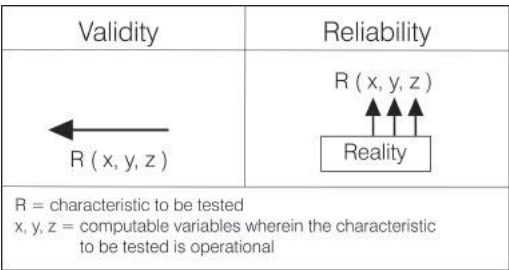 Validity
Reliability
R ( x, y, z )
R ( x, y, z )
Reality
R = characteristic to be tested
x, y, z = computable variables wherein the characteristic
to be tested is operational